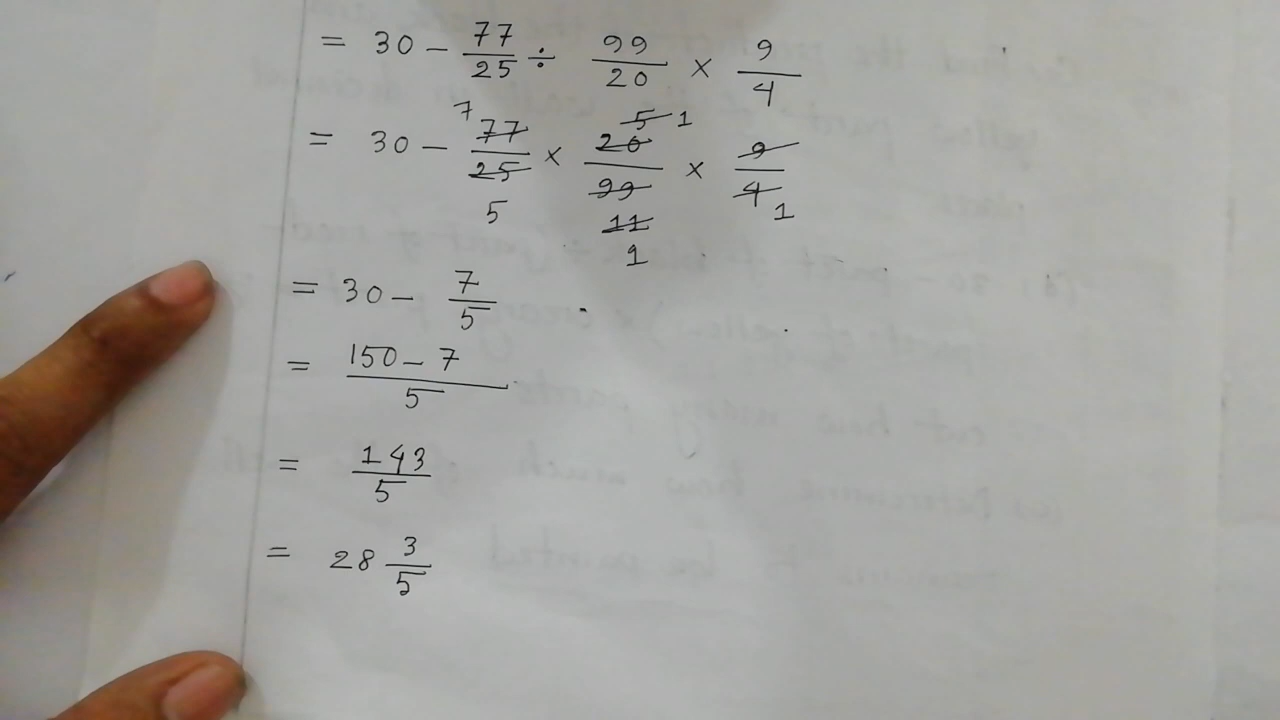 = 30 − 77/25 ÷ 99/20 × 9/4
= 30 − 7 77/25 5 × 5 1 20/99 11 1 × 9/4 1
= 30 − 7/5
= 150 − 7/5
= 143/5
= 28 3/5